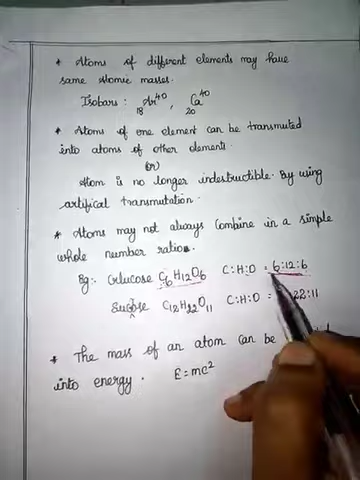 * Atoms of different elements may have
same atomic masses.
Isobars : ₁₈Ar⁴⁰, ₂₀Ca⁴⁰
* Atoms of one element can be transmuted
into atoms of other elements.
(or)
Atom is no longer indestructible. By using
artifical transmutation.
* Atoms may not always combine in a simple
whole number ratio.
Eg:- Glucose C₆H₁₂O₆ C:H:O = 6:12:6
Sucrose C₁₂H₂₂O₁₁ C:H:O = 22:11
* The mass of an atom can be
into energy. E=mc²